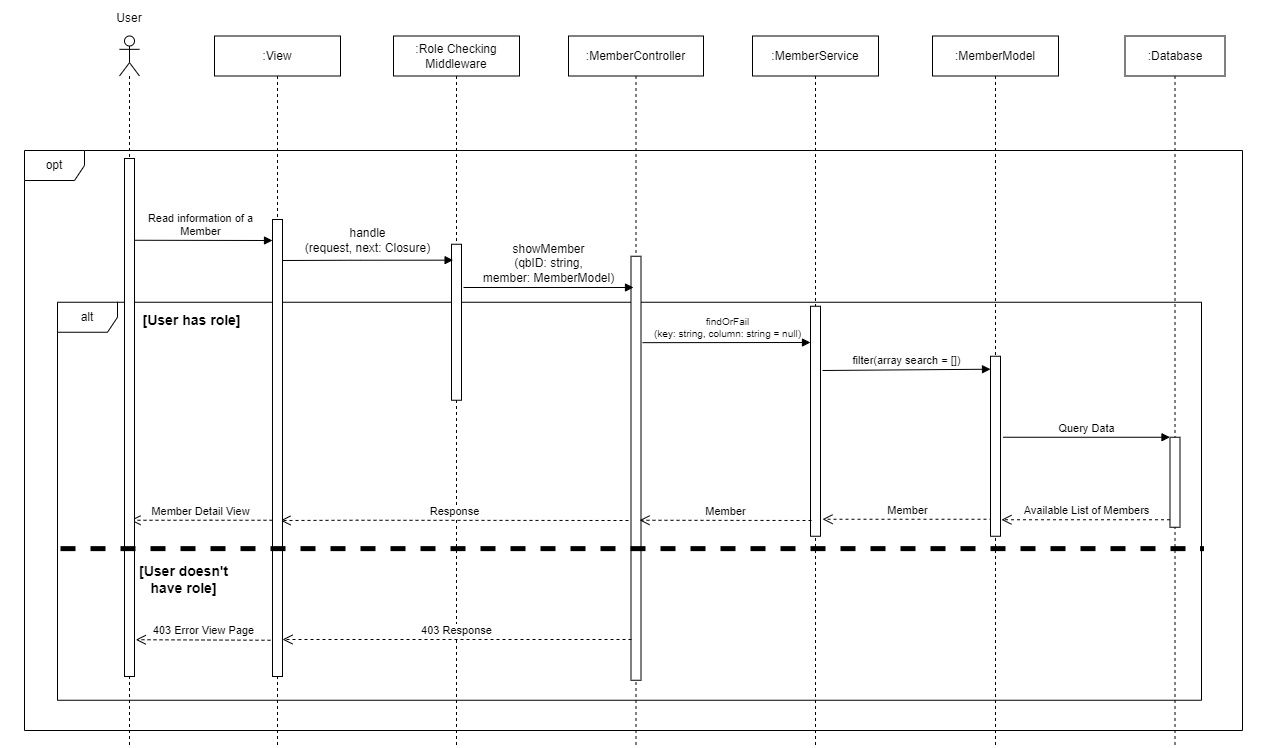 User
:View
:Role Checking
Middleware
:MemberController
:MemberService
:MemberModel
:Database
opt
Read information of a
Member
handle
(request, next: Closure)
showMember
(qbID: string,
member: MemberModel)
alt
[User has role]
findOrFail
(key: string, column: string = null)
filter(array search = [])
Query Data
Member Detail View
Response
Member
Member
Available List of Members
[User doesn't
have role]
403 Error View Page
403 Response